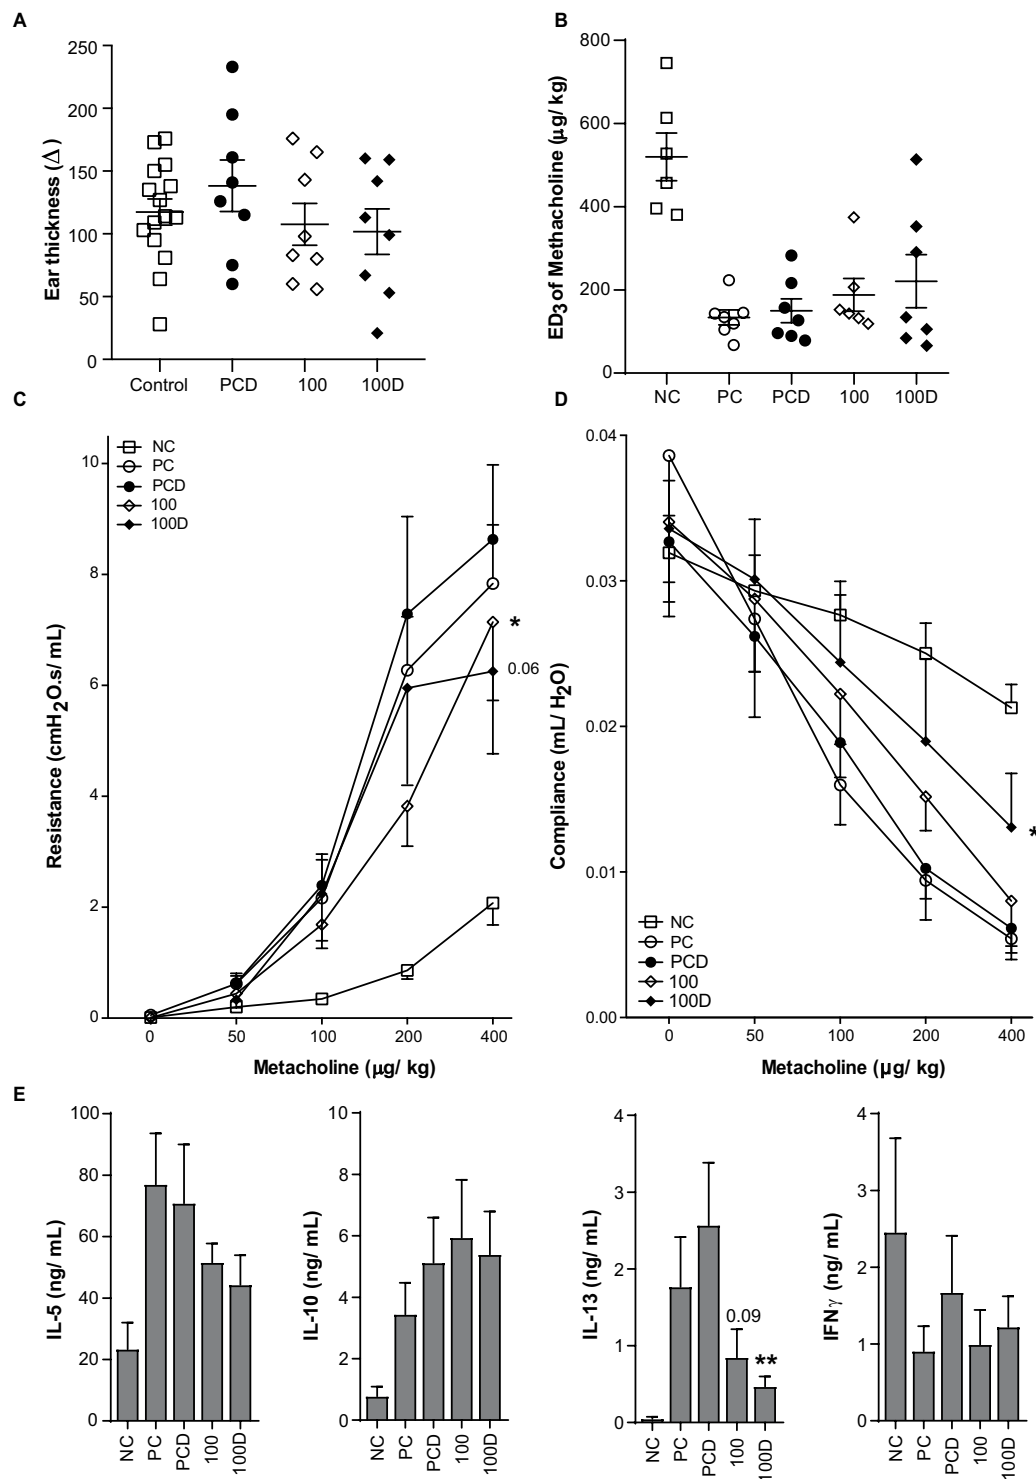 A
250
200
150
100
50
0
Ear thickness (Δ)
Control PCD 100 100D
B
800
600
400
200
0
ED3 of Methacholine (µg/ kg)
NC PC PCD 100 100D
C
NC
PC
PCD
100
100D
10
8
6
4
2
0
Resistance (cmH2O.s/ mL)
*
0.06
0 50 100 200 400
Metacholine (µg/ kg)
D
0.04
0.03
0.02
0.01
0.00
Compliance (mL/ H2O)
*
NC
PC
PCD
100
100D
0 50 100 200 400
Metacholine (µg/ kg)
E
100
80
60
40
20
0
IL-5 (ng/ mL)
NC PC PCD 100 100D
10
8
6
4
2
0
IL-10 (ng/ mL)
NC PC PCD 100 100D
4
3
2
1
0
IL-13 (ng/ mL)
0.09
**
NC PC PCD 100 100D
4
3
2
1
0
IFNγ (ng/ mL)
NC PC PCD 100 100D